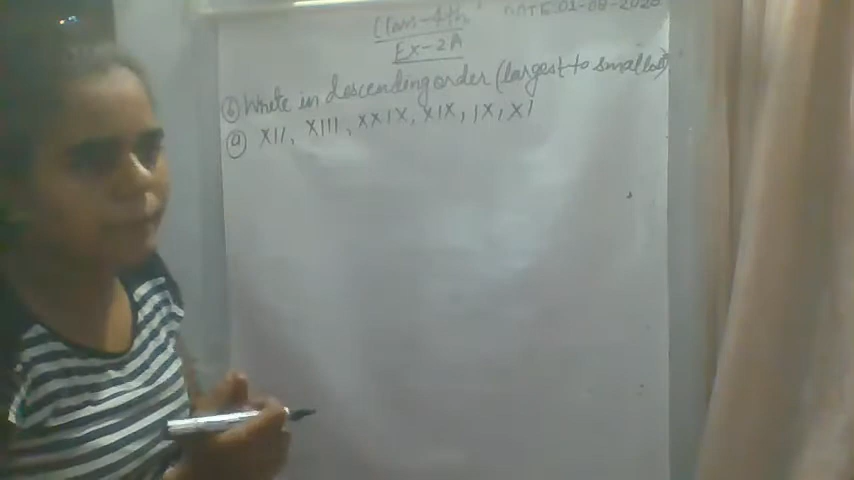 Class-4th DATE:01-08-2020
Ex-2A
⑥ Write in descending order (largest to smallest)
ⓐ XII, XIII, XXIX, XIX, IX, XI